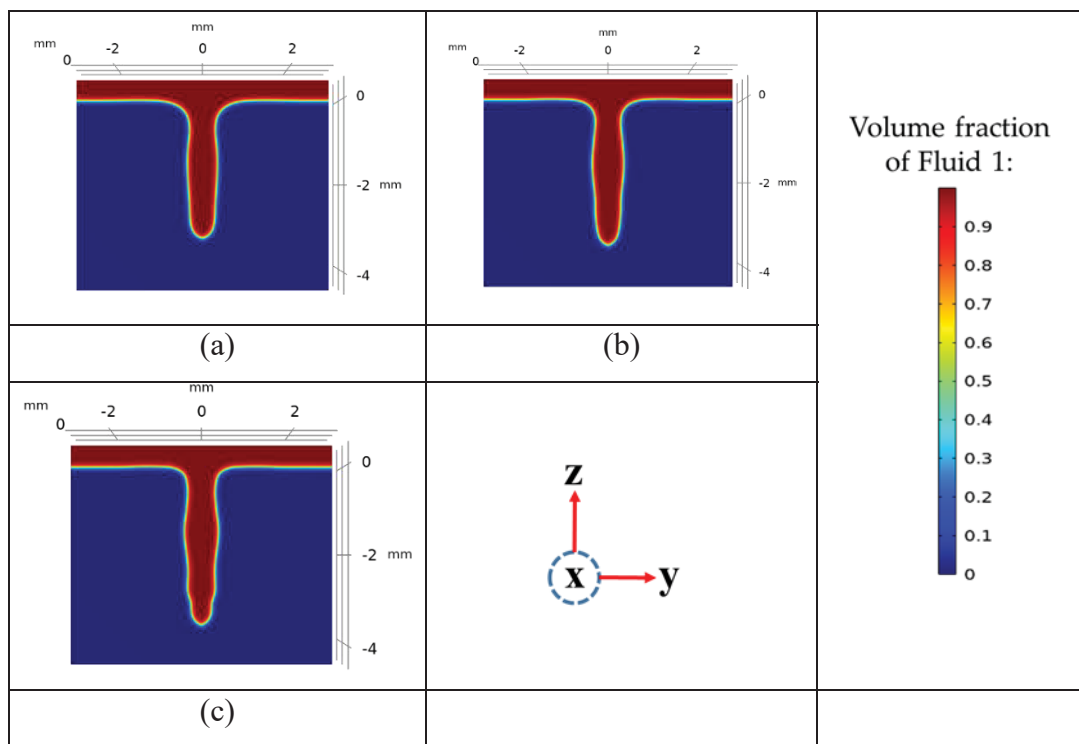 mm
mm -2 0 2
0
0
-2 mm
-4
(a)
mm
mm -2 0 2
0
0
-2 mm
-4
(b)
Volume fraction
of Fluid 1:
0.9
0.8
0.7
0.6
0.5
0.4
0.3
0.2
0.1
0
mm
mm -2 0 2
0
0
-2 mm
-4
(c)
z
x y